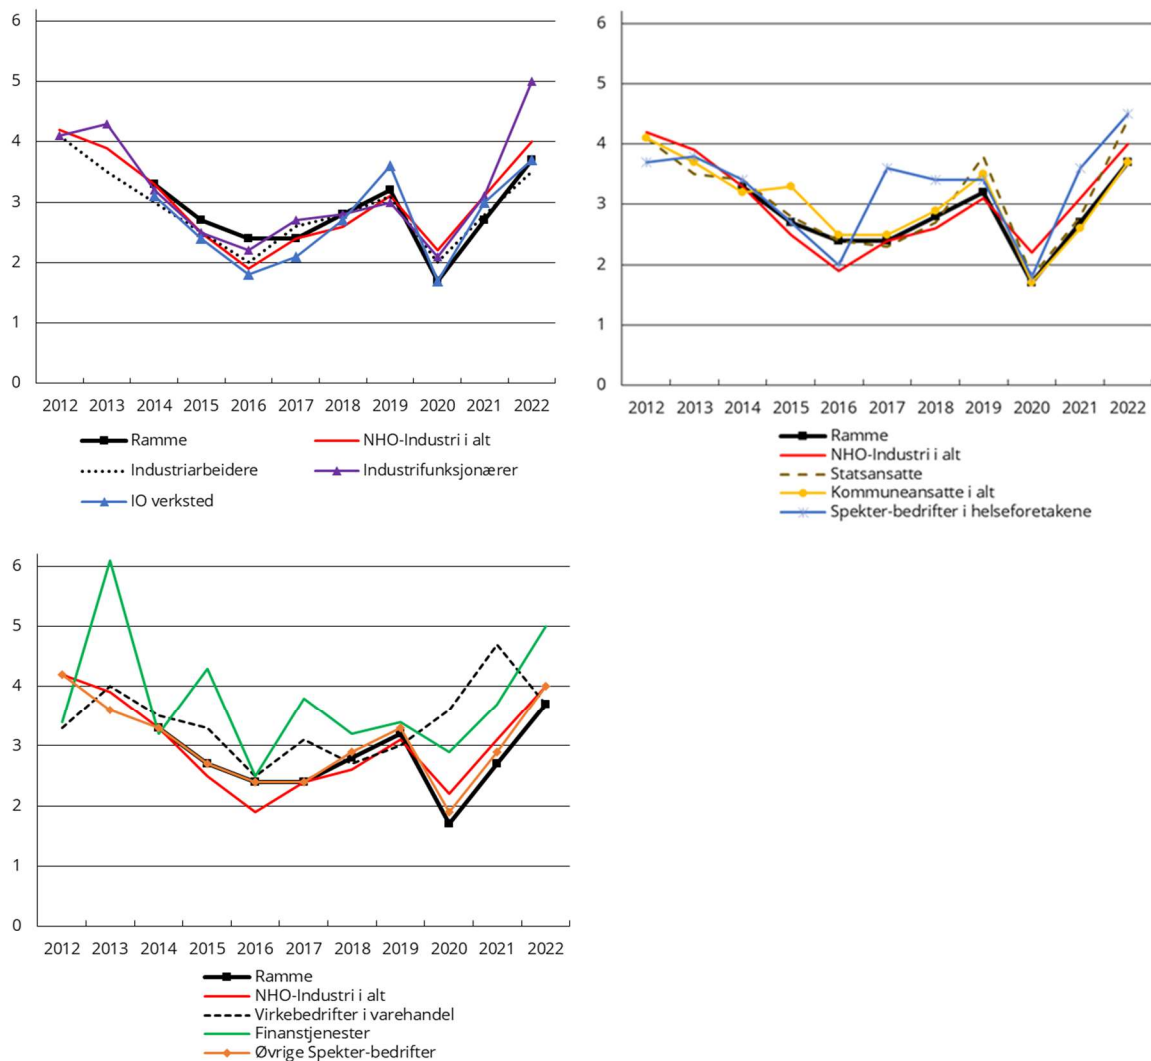 6
5
4
3
2
1
0
2012 2013 2014 2015 2016 2017 2018 2019 2020 2021 2022
Ramme NHO-Industri i alt
Industriarbeidere Industrifunksjonærer
IO verksted
6
5
4
3
2
1
0
2012 2013 2014 2015 2016 2017 2018 2019 2020 2021 2022
Ramme
NHO-Industri i alt
Statsansatte
Kommuneansatte i alt
Spekter-bedrifter i helseforetakene
6
5
4
3
2
1
0
2012 2013 2014 2015 2016 2017 2018 2019 2020 2021 2022
Ramme
NHO-Industri i alt
Virkebedrifter i varehandel
Finanstjenester
Øvrige Spekter-bedrifter